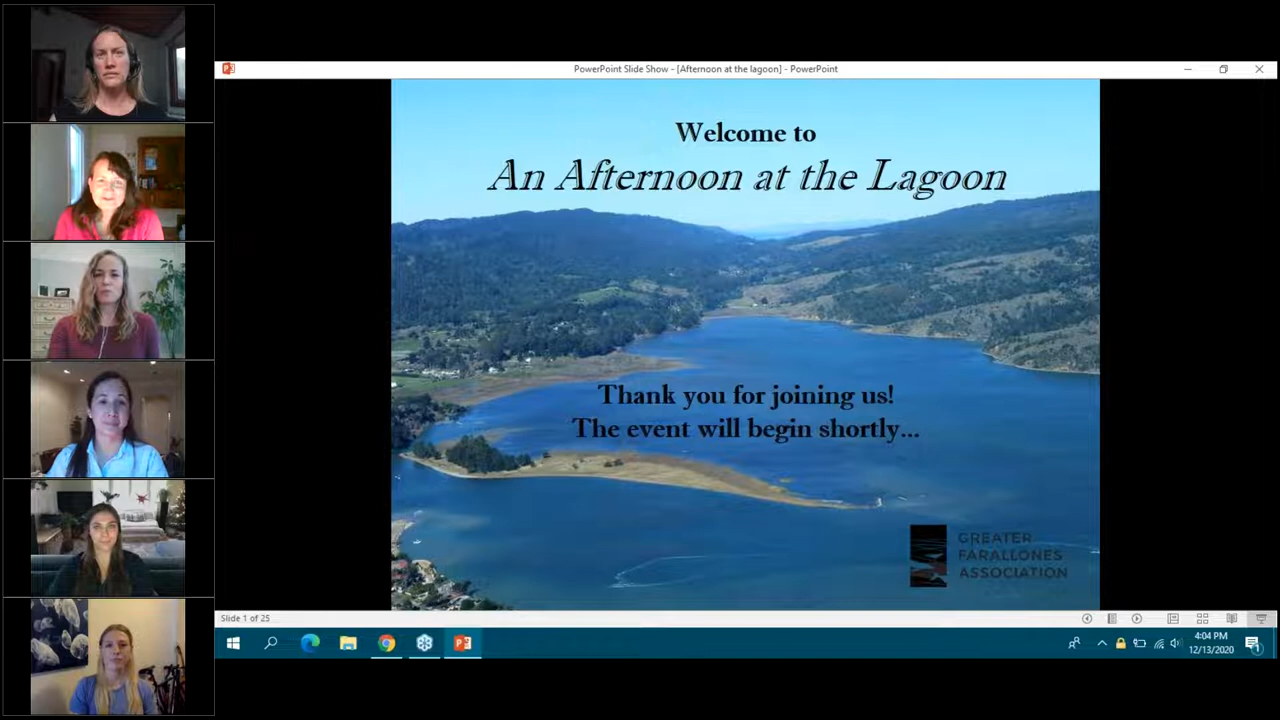 PowerPoint Slide Show - [Afternoon at the lagoon] - PowerPoint
Welcome to
An Afternoon at the Lagoon
Thank you for joining us!
The event will begin shortly...
GREATER
FARALLONES
ASSOCIATION
Slide 1 of 25
4:04 PM
12/13/2020
1